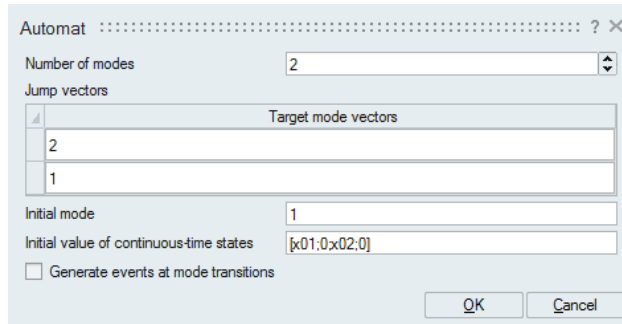 Automat ?
Number of modes 2
Jump vectors
Target mode vectors
2
1
Initial mode 1
Initial value of continuous-time states [x01;0;x02;0]
Generate events at mode transitions
OK Cancel